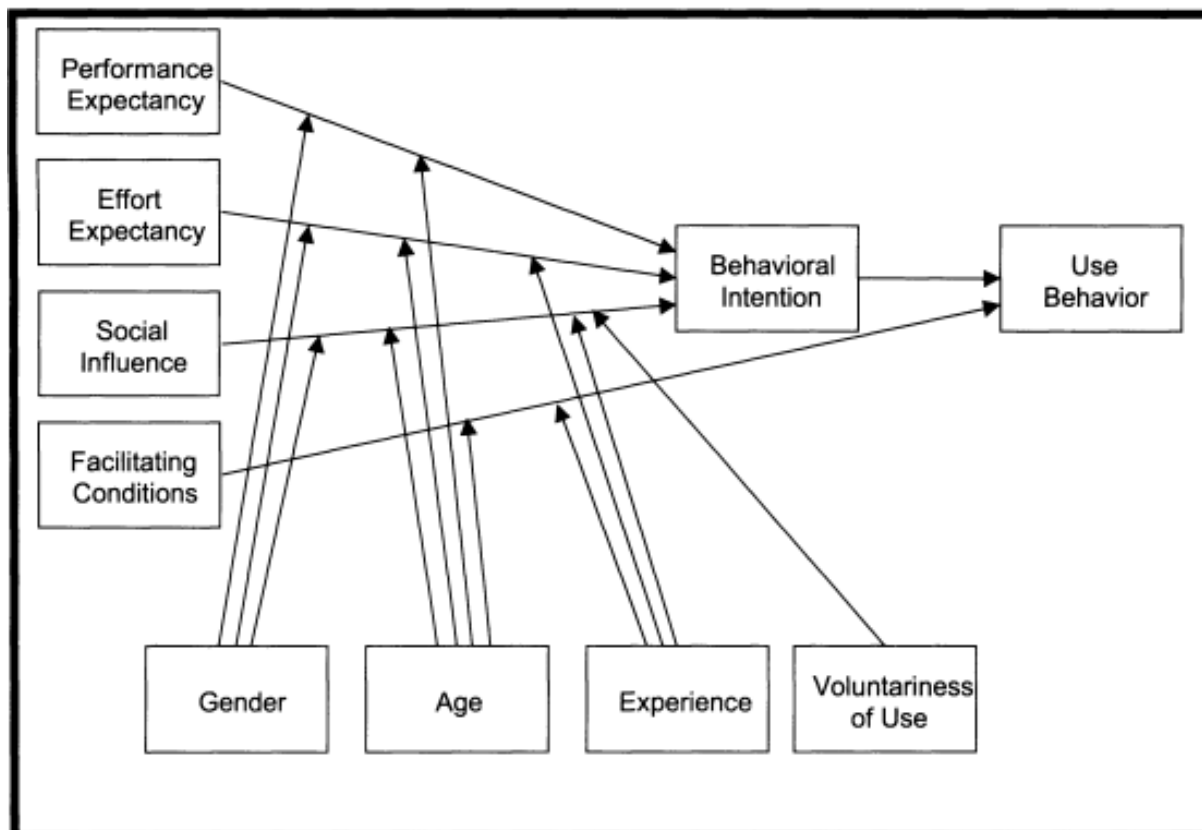 Performance
Expectancy
Effort
Expectancy
Social
Influence
Facilitating
Conditions
Behavioral
Intention
Use
Behavior
Gender
Age
Experience
Voluntariness
of Use